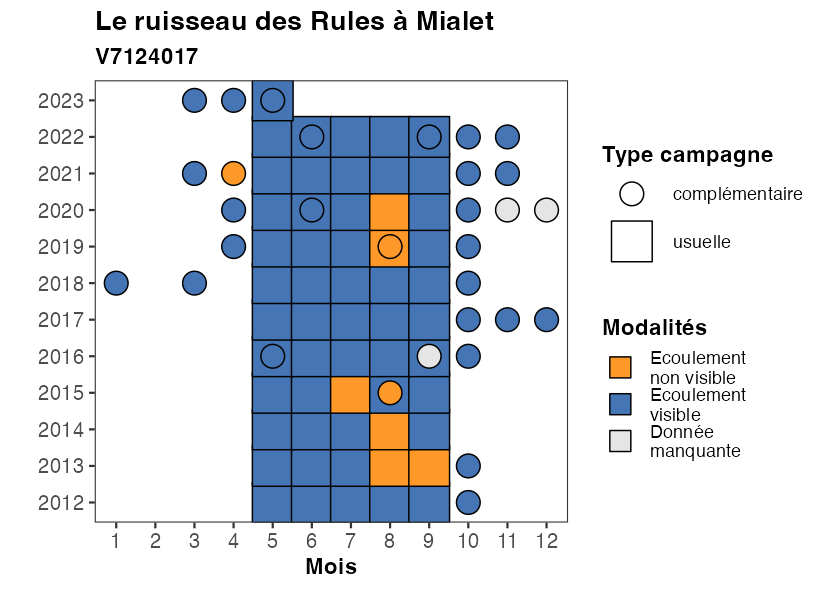 Le ruisseau des Rules à Mialet
V7124017
2023
2022
2021
2020
2019
2018
2017
2016
2015
2014
2013
2012
1 2 3 4 5 6 7 8 9 10 11 12
Mois
Type campagne
complémentaire
usuelle
Modalités
Ecoulement
non visible
Ecoulement
visible
Donnée
manquante